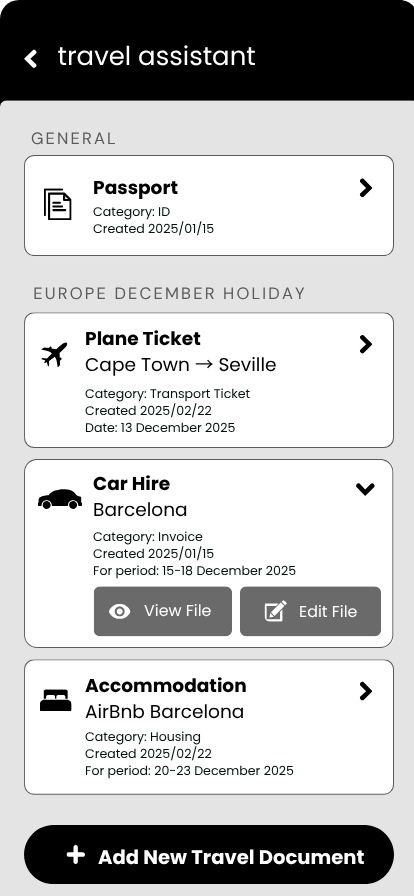 travel assistant
GENERAL
Passport
Category: ID
Created 2025/01/15
EUROPE DECEMBER HOLIDAY
Plane Ticket
Cape Town → Seville
Category: Transport Ticket
Created 2025/02/22
Date: 13 December 2025
Car Hire
Barcelona
Category: Invoice
Created 2025/01/15
For period: 15-18 December 2025
View File
Edit File
Accommodation
AirBnb Barcelona
Category: Housing
Created 2025/02/22
For period: 20-23 December 2025
Add New Travel Document